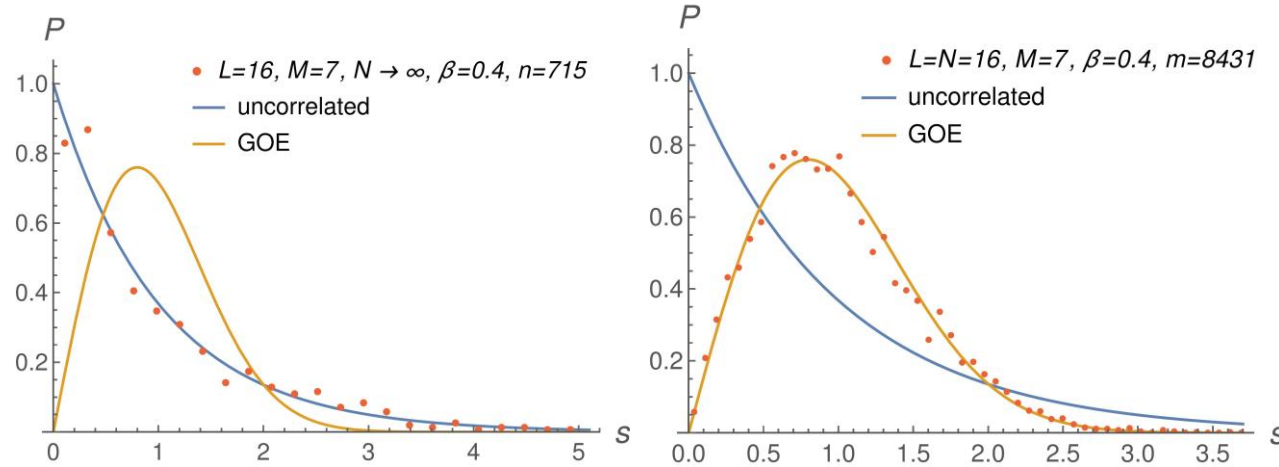 P
L=16, M=7, N → ∞, β=0.4, n=715
uncorrelated
GOE
1.0
0.8
0.6
0.4
0.2
0 1 2 3 4 5
s
P
L=N=16, M=7, β=0.4, m=8431
uncorrelated
GOE
1.0
0.8
0.6
0.4
0.2
0.0 0.5 1.0 1.5 2.0 2.5 3.0 3.5
s